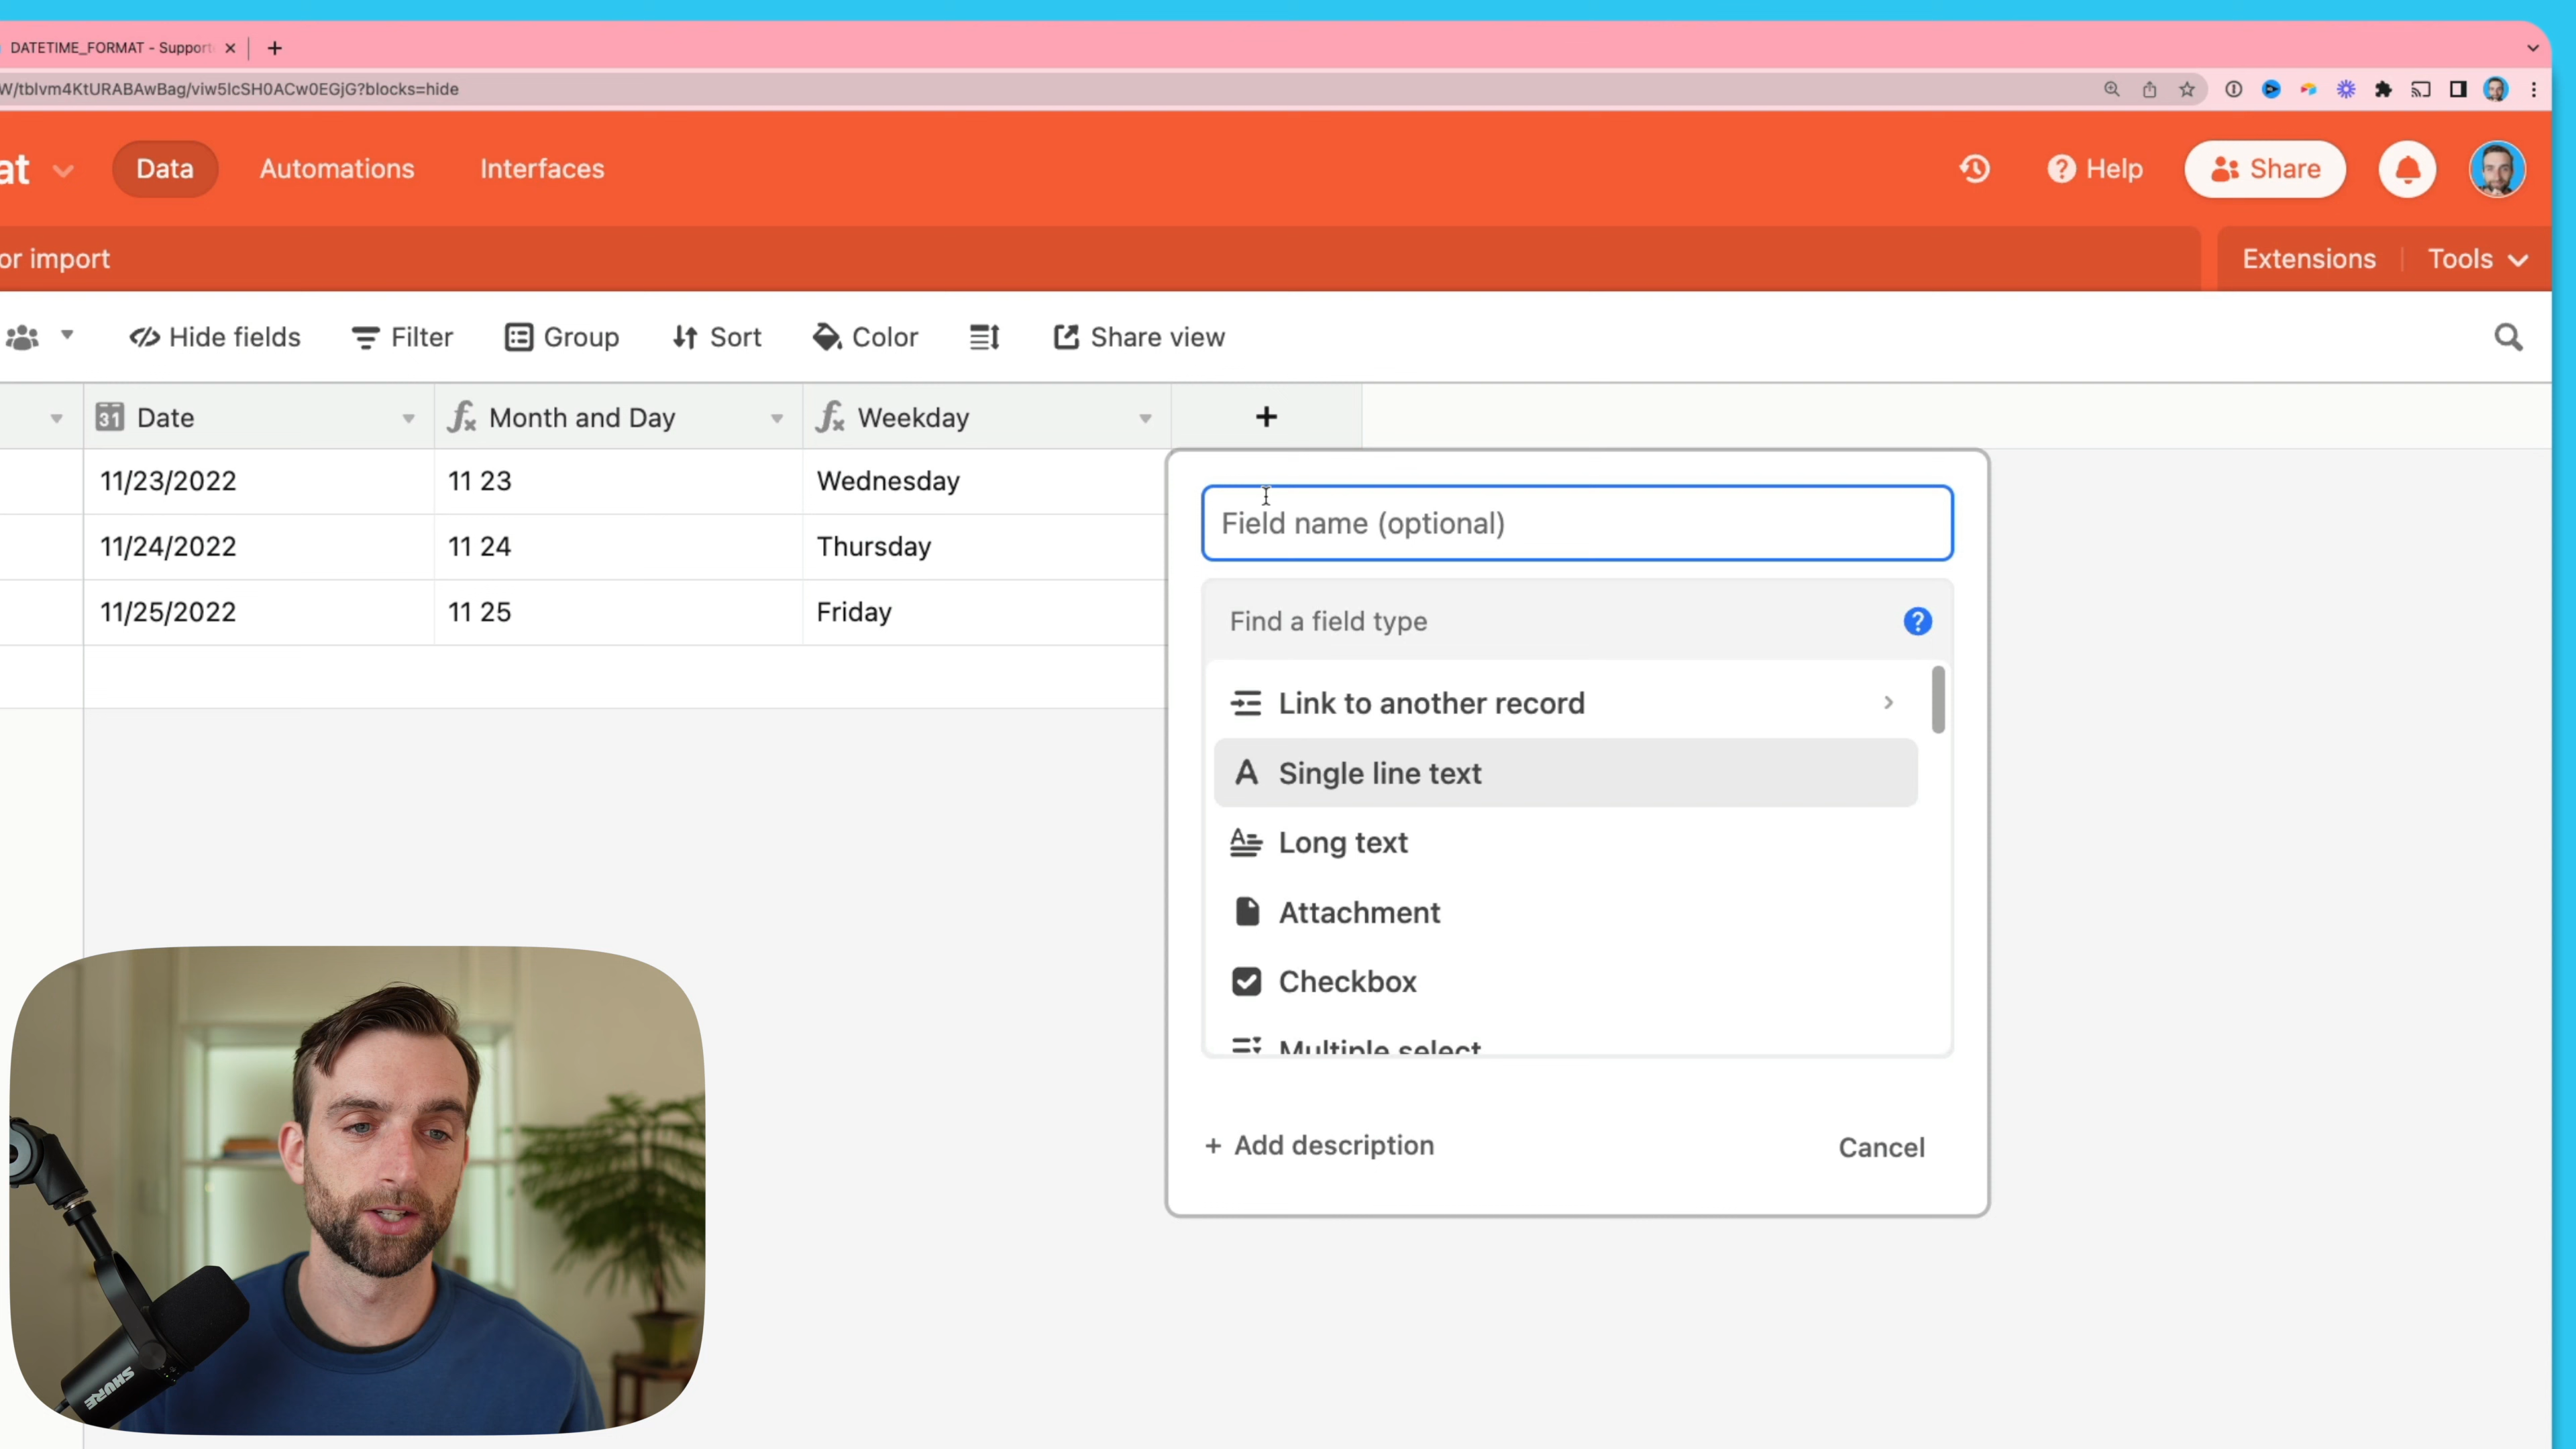 DATETIME_FORMAT - Support
W/tblvm4KtURABAwBag/viw5lcSH0ACw0EGjG?blocks=hide
at Data Automations Interfaces Help Share
or import Extensions Tools
Hide fields Filter Group Sort Color Share view
31 Date Month and Day Weekday +
11/23/2022 11 23 Wednesday
11/24/2022 11 24 Thursday
11/25/2022 11 25 Friday
Field name (optional)
Find a field type ?
Link to another record
Single line text
Long text
Attachment
Checkbox
Multiple select
+ Add description Cancel
SHURE